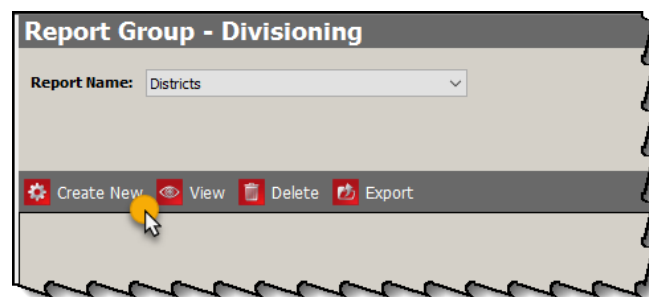 Report Group - Divisioning
Report Name: Districts
Create New View Delete Export